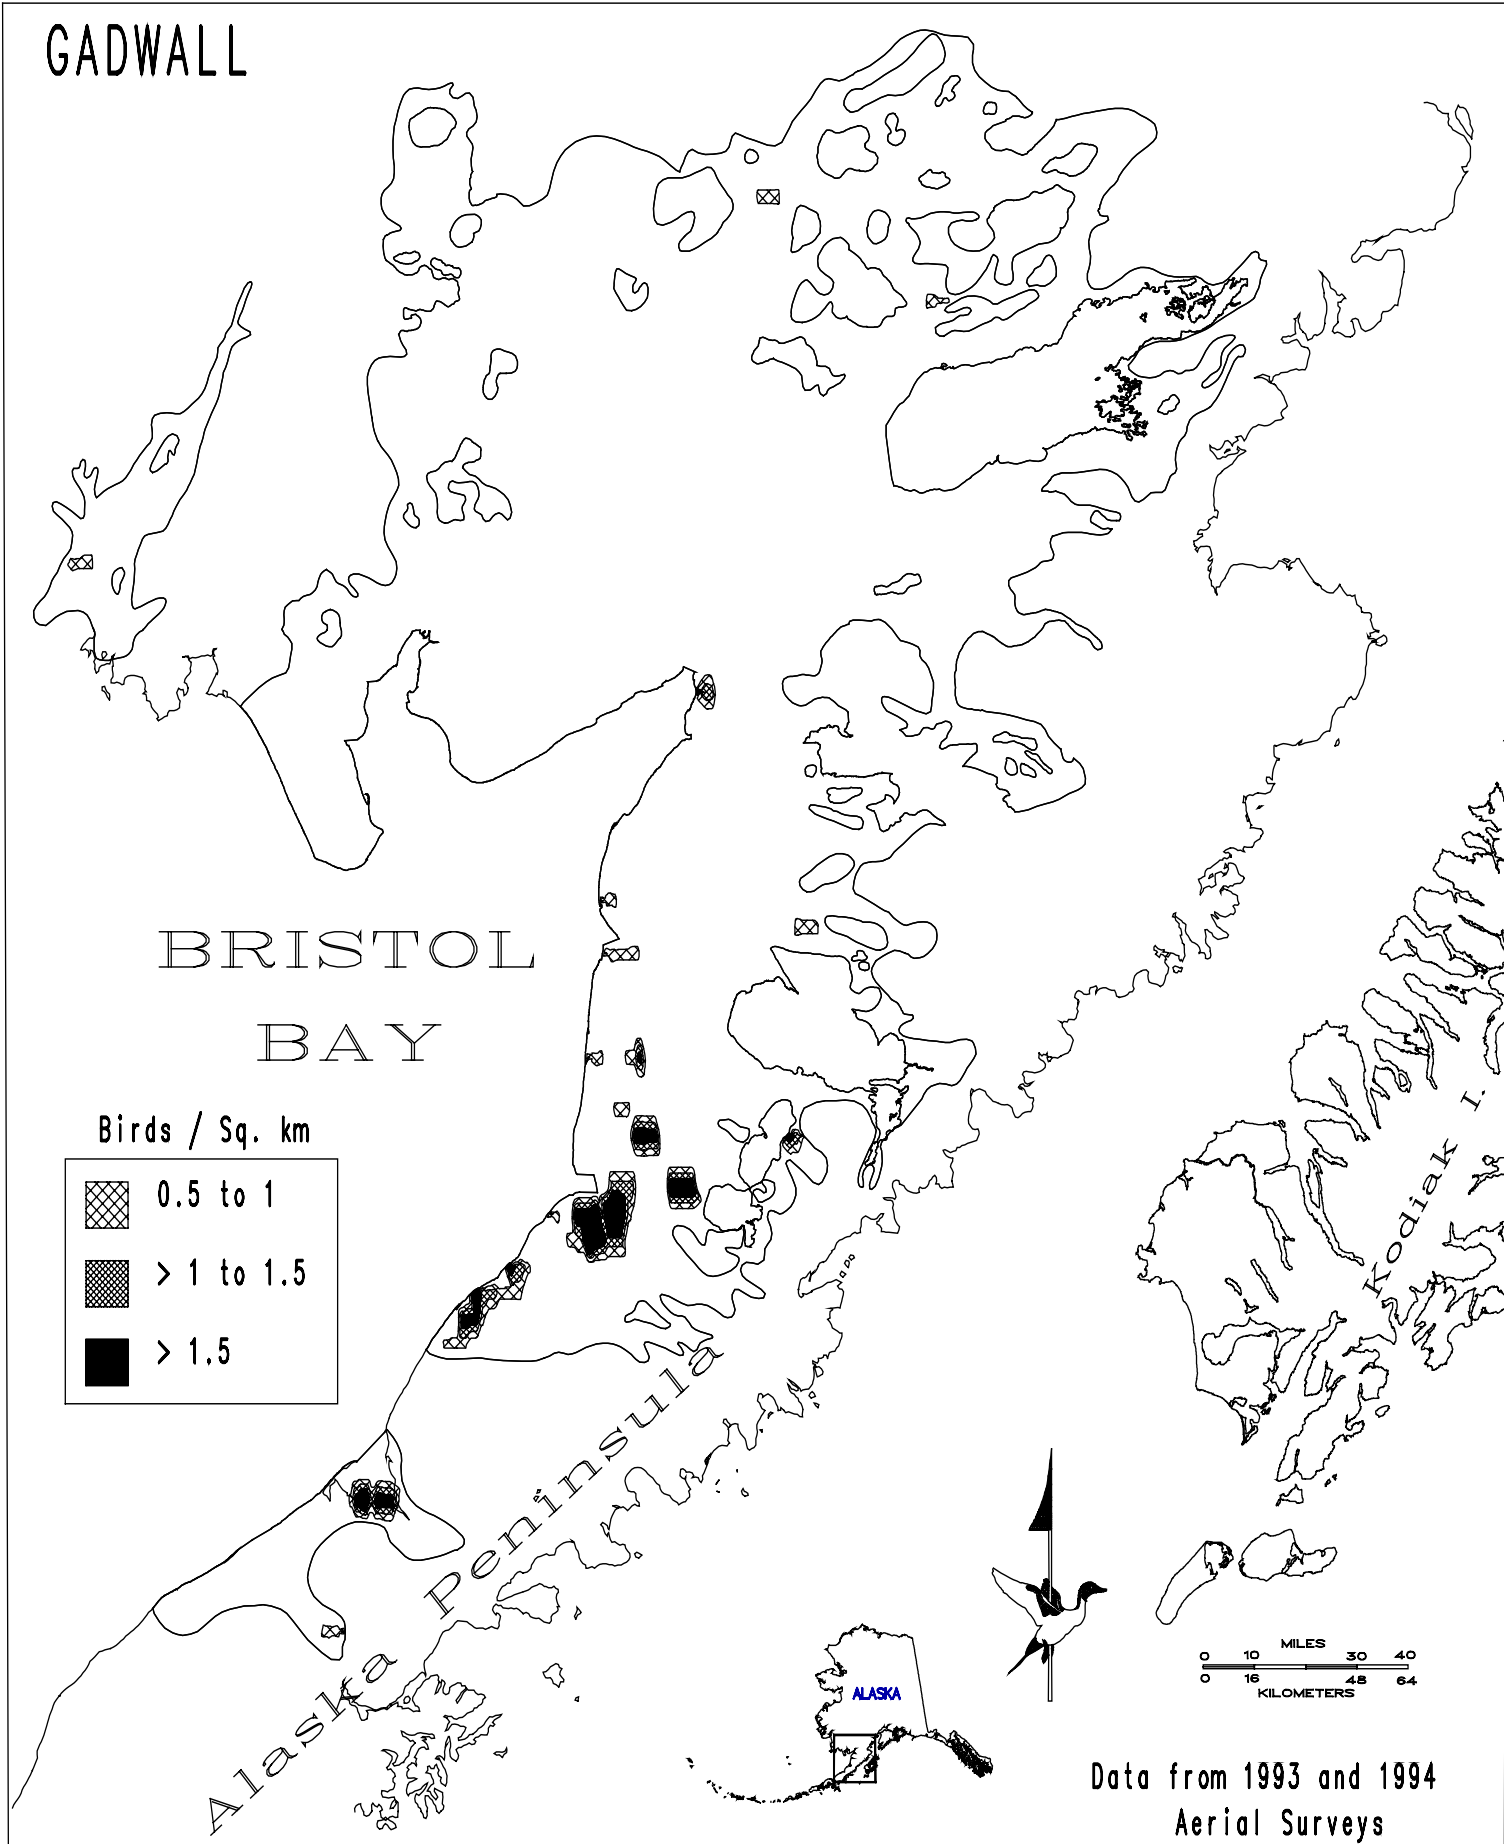 GADWALL
BRISTOL
BAY
Birds / Sq. km
0.5 to 1
> 1 to 1.5
> 1.5
Kodiak I.
Alaska Peninsula
ALASKA
MILES
0 10 30 40
0 16 48 64
KILOMETERS
Data from 1993 and 1994
Aerial Surveys